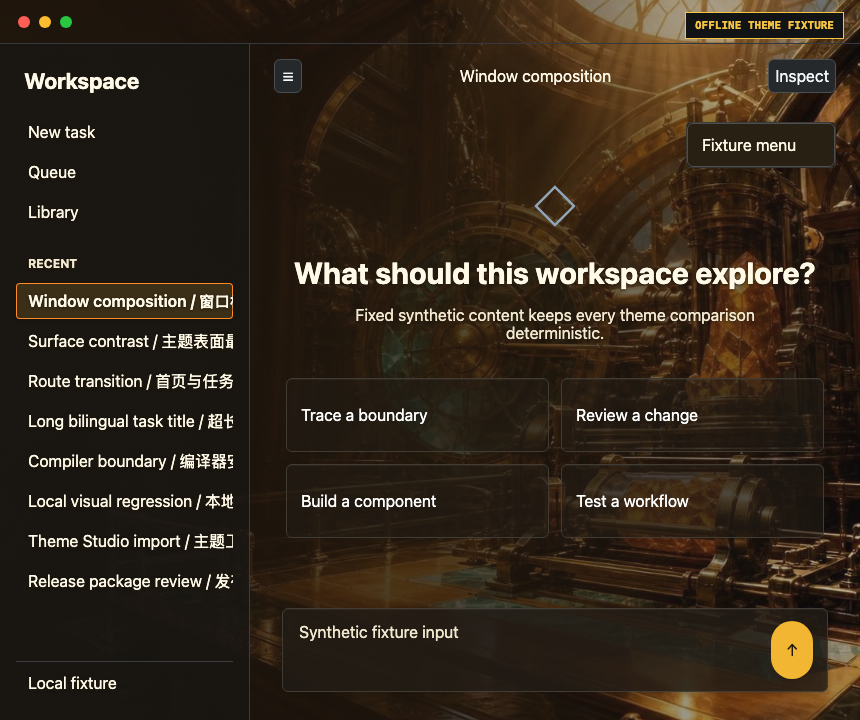 OFFLINE THEME FIXTURE
Workspace
New task
Queue
Library
RECENT
Window composition / 窗口
Surface contrast / 主题表面
Route transition / 首页与任务
Long bilingual task title / 超
Compiler boundary / 编译器
Local visual regression / 本地
Theme Studio import / 主题
Release package review / 发
Local fixture
Window composition
Inspect
Fixture menu
What should this workspace explore?
Fixed synthetic content keeps every theme comparison
deterministic.
Trace a boundary
Review a change
Build a component
Test a workflow
Synthetic fixture input